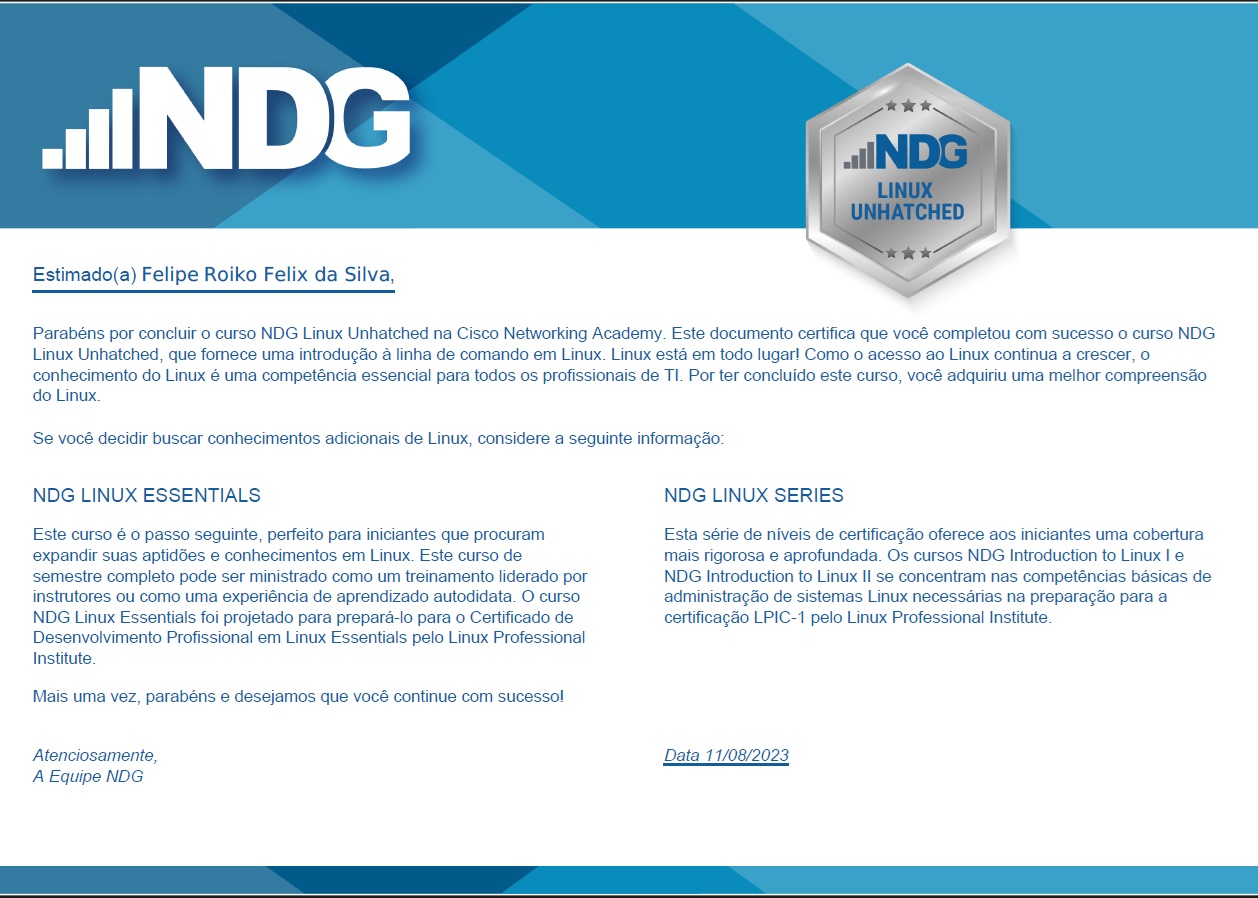 NDG
NDG
LINUX
UNHATCHED
Estimado(a) Felipe Roiko Felix da Silva,
Parabéns por concluir o curso NDG Linux Unhatched na Cisco Networking Academy. Este documento certifica que você completou com sucesso o curso NDG
Linux Unhatched, que fornece uma introdução à linha de comando em Linux. Linux está em todo lugar! Como o acesso ao Linux continua a crescer, o
conhecimento do Linux é uma competência essencial para todos os profissionais de TI. Por ter concluído este curso, você adquiriu uma melhor compreensão
do Linux.
Se você decidir buscar conhecimentos adicionais de Linux, considere a seguinte informação:
NDG LINUX ESSENTIALS
Este curso é o passo seguinte, perfeito para iniciantes que procuram
expandir suas aptidões e conhecimentos em Linux. Este curso de
semestre completo pode ser ministrado como um treinamento liderado por
instrutores ou como uma experiência de aprendizado autodidata. O curso
NDG Linux Essentials foi projetado para prepará-lo para o Certificado de
Desenvolvimento Profissional em Linux Essentials pelo Linux Professional
Institute.
Mais uma vez, parabéns e desejamos que você continue com sucesso!
Atenciosamente,
A Equipe NDG
NDG LINUX SERIES
Esta série de níveis de certificação oferece aos iniciantes uma cobertura
mais rigorosa e aprofundada. Os cursos NDG Introduction to Linux I e
NDG Introduction to Linux II se concentram nas competências básicas de
administração de sistemas Linux necessárias na preparação para a
certificação LPIC-1 pelo Linux Professional Institute.
Data 11/08/2023